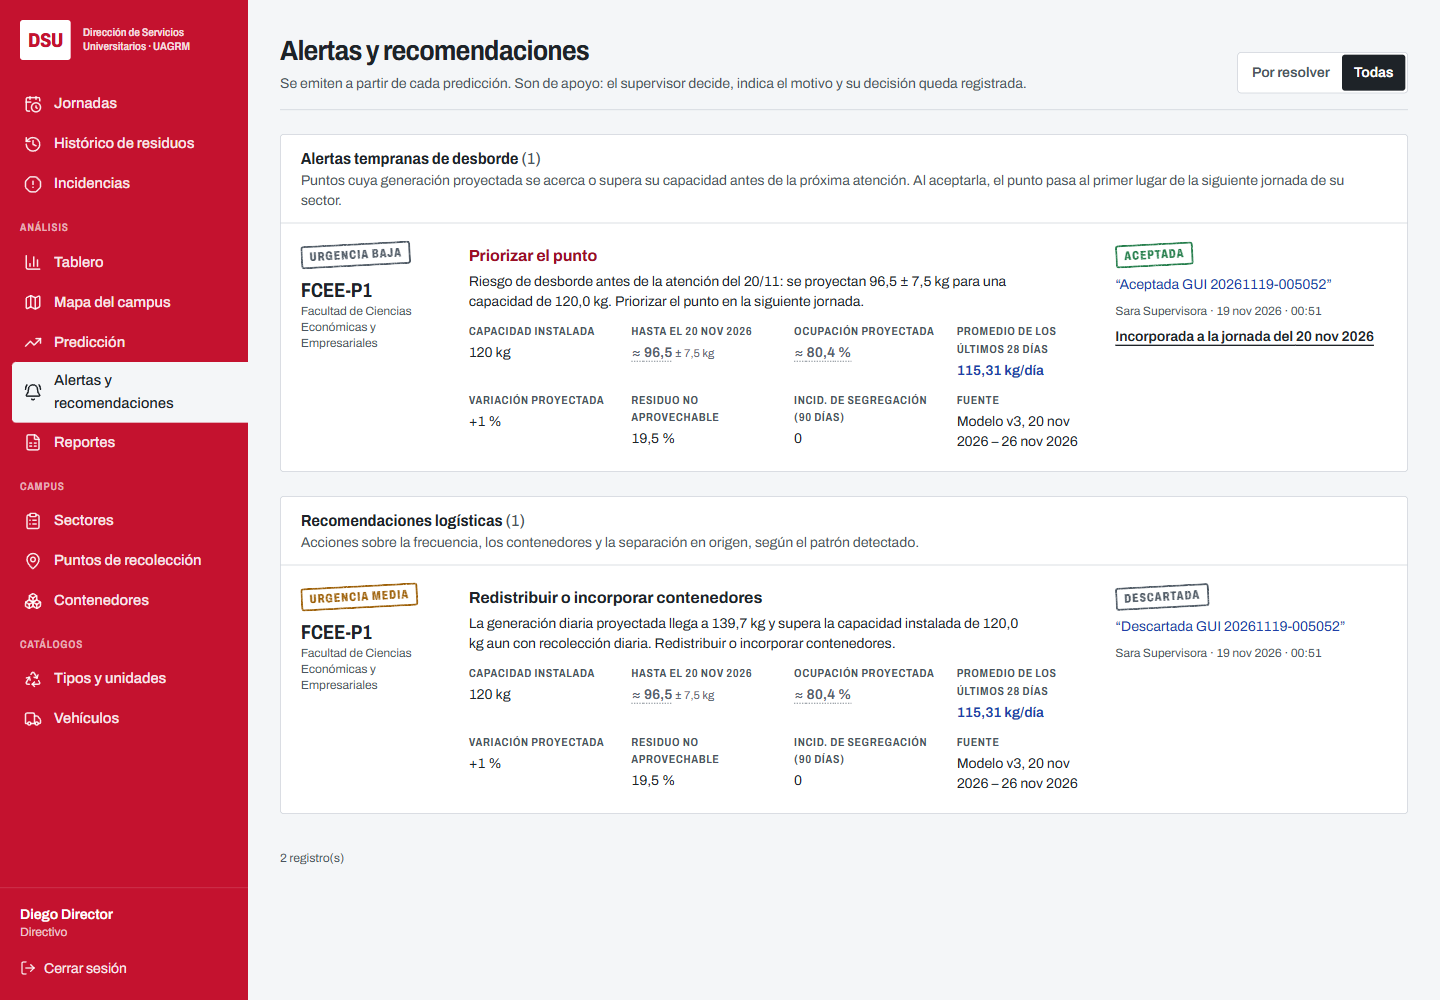 DSU
Dirección de Servicios
Universitarios · UAGRM
Jornadas
Histórico de residuos
Incidencias
ANÁLISIS
Tablero
Mapa del campus
Predicción
Alertas y
recomendaciones
Reportes
CAMPUS
Sectores
Puntos de recolección
Contenedores
CATÁLOGOS
Tipos y unidades
Vehículos
Diego Director
Directivo
Cerrar sesión
Alertas y recomendaciones
Se emiten a partir de cada predicción. Son de apoyo: el supervisor decide, indica el motivo y su decisión queda registrada.
Por resolver
Todas
Alertas tempranas de desborde (1)
Puntos cuya generación proyectada se acerca o supera su capacidad antes de la próxima atención. Al aceptarla, el punto pasa al primer lugar de la siguiente jornada de su
sector.
URGENCIA BAJA
FCEE-P1
Facultad de Ciencias
Económicas y
Empresariales
Priorizar el punto
Riesgo de desborde antes de la atención del 20/11: se proyectan 96,5 ± 7,5 kg para una
capacidad de 120,0 kg. Priorizar el punto en la siguiente jornada.
CAPACIDAD INSTALADA
120 kg
HASTA EL 20 NOV 2026
≈ 96,5 ± 7,5 kg
OCUPACIÓN PROYECTADA
≈ 80,4 %
PROMEDIO DE LOS
ÚLTIMOS 28 DÍAS
115,31 kg/día
VARIACIÓN PROYECTADA
+1 %
RESIDUO NO
APROVECHABLE
19,5 %
INCID. DE SEGREGACIÓN
(90 DÍAS)
0
FUENTE
Modelo v3, 20 nov
2026 – 26 nov 2026
ACEPTADA
“Aceptada GUI 20261119-005052”
Sara Supervisora · 19 nov 2026 · 00:51
Incorporada a la jornada del 20 nov 2026
Recomendaciones logísticas (1)
Acciones sobre la frecuencia, los contenedores y la separación en origen, según el patrón detectado.
URGENCIA MEDIA
FCEE-P1
Facultad de Ciencias
Económicas y
Empresariales
Redistribuir o incorporar contenedores
La generación diaria proyectada llega a 139,7 kg y supera la capacidad instalada de 120,0
kg aun con recolección diaria. Redistribuir o incorporar contenedores.
CAPACIDAD INSTALADA
120 kg
HASTA EL 20 NOV 2026
≈ 96,5 ± 7,5 kg
OCUPACIÓN PROYECTADA
≈ 80,4 %
PROMEDIO DE LOS
ÚLTIMOS 28 DÍAS
115,31 kg/día
VARIACIÓN PROYECTADA
+1 %
RESIDUO NO
APROVECHABLE
19,5 %
INCID. DE SEGREGACIÓN
(90 DÍAS)
0
FUENTE
Modelo v3, 20 nov
2026 – 26 nov 2026
DESCARTADA
“Descartada GUI 20261119-005052”
Sara Supervisora · 19 nov 2026 · 00:51
2 registro(s)